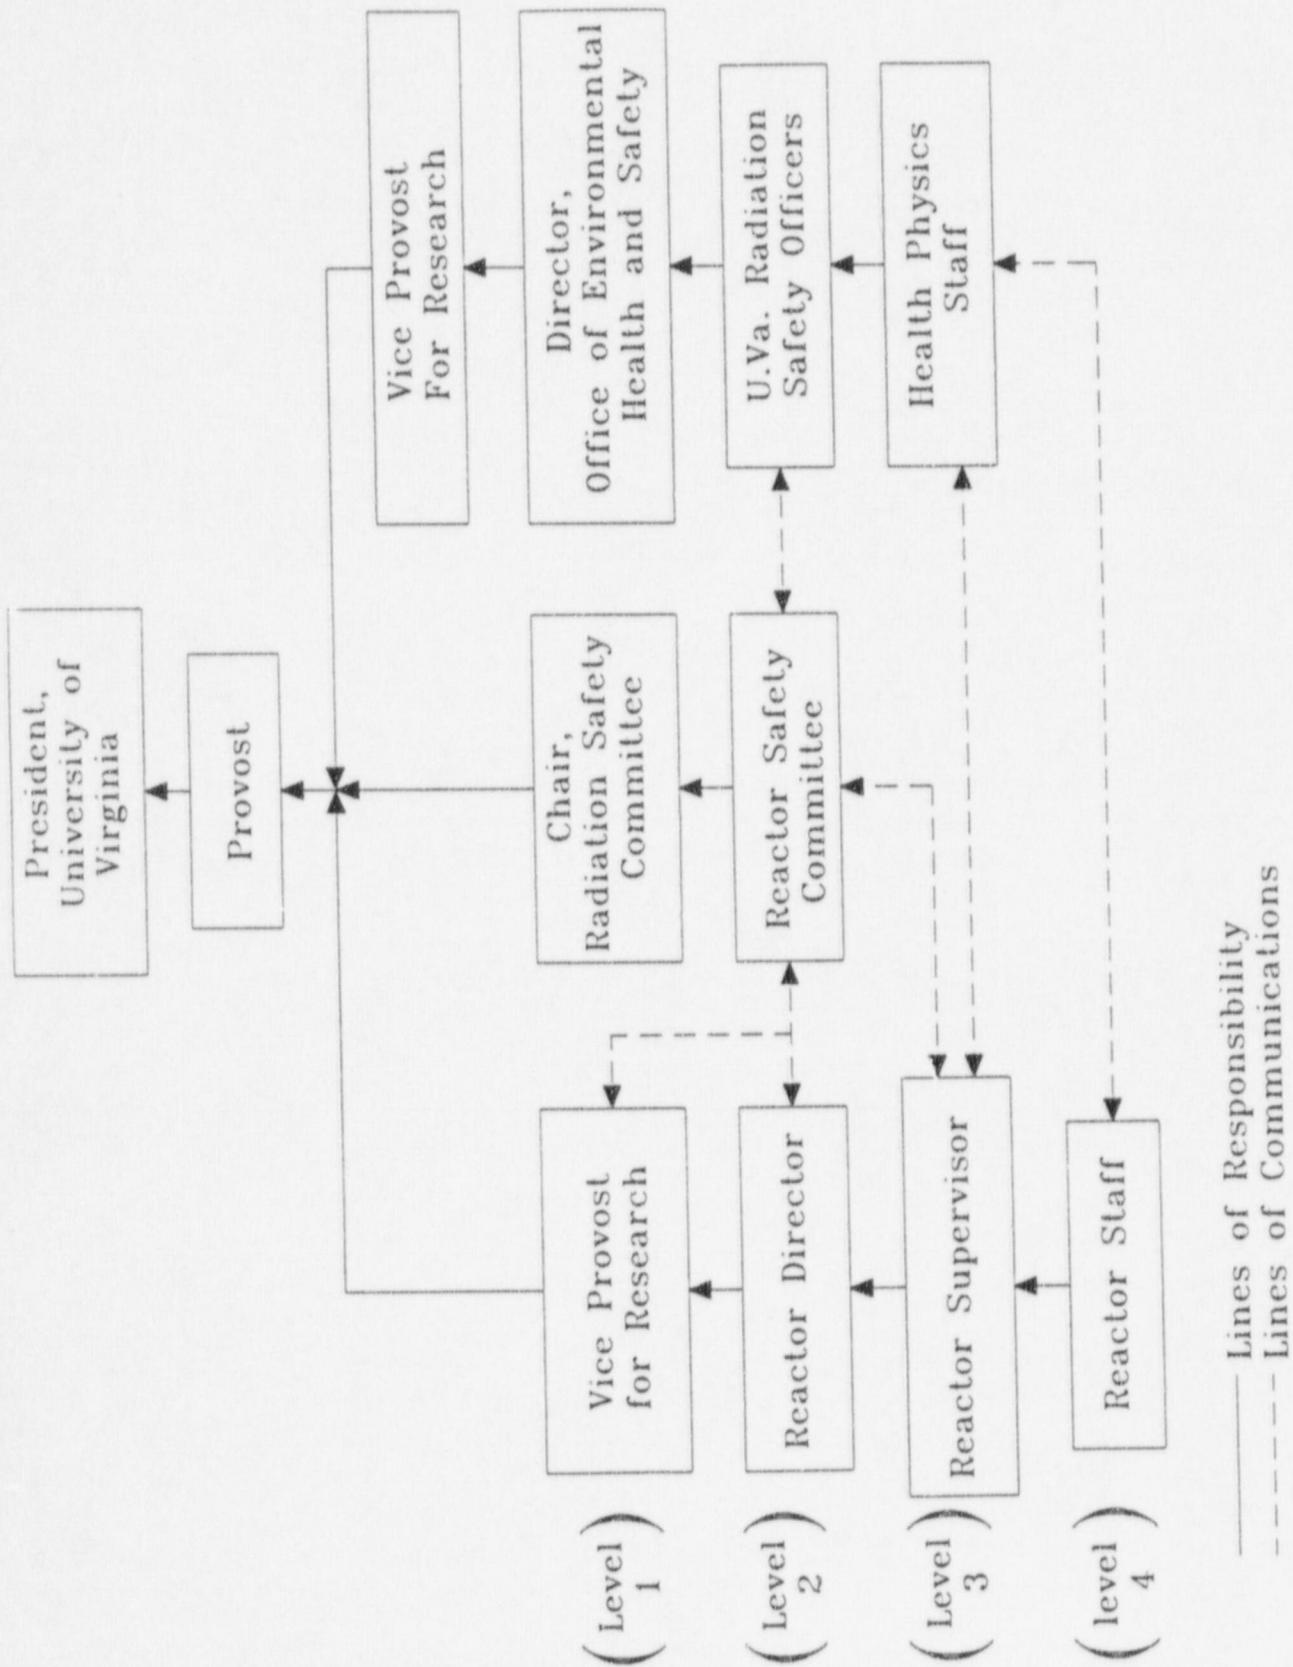 President,
University of
Virginia
Provost
Vice Provost
For Research
Director,
Office of Environmental
Health and Safety
Chair,
Radiation Safety
Committee
Vice Provost
for Research
(Level 1)
U.Va. Radiation
Safety Officers
Reactor Safety
Committee
Reactor Director
(Level 2)
Health Physics
Staff
Reactor Supervisor
(Level 3)
Reactor Staff
(level 4)
Lines of Responsibility
Lines of Communications